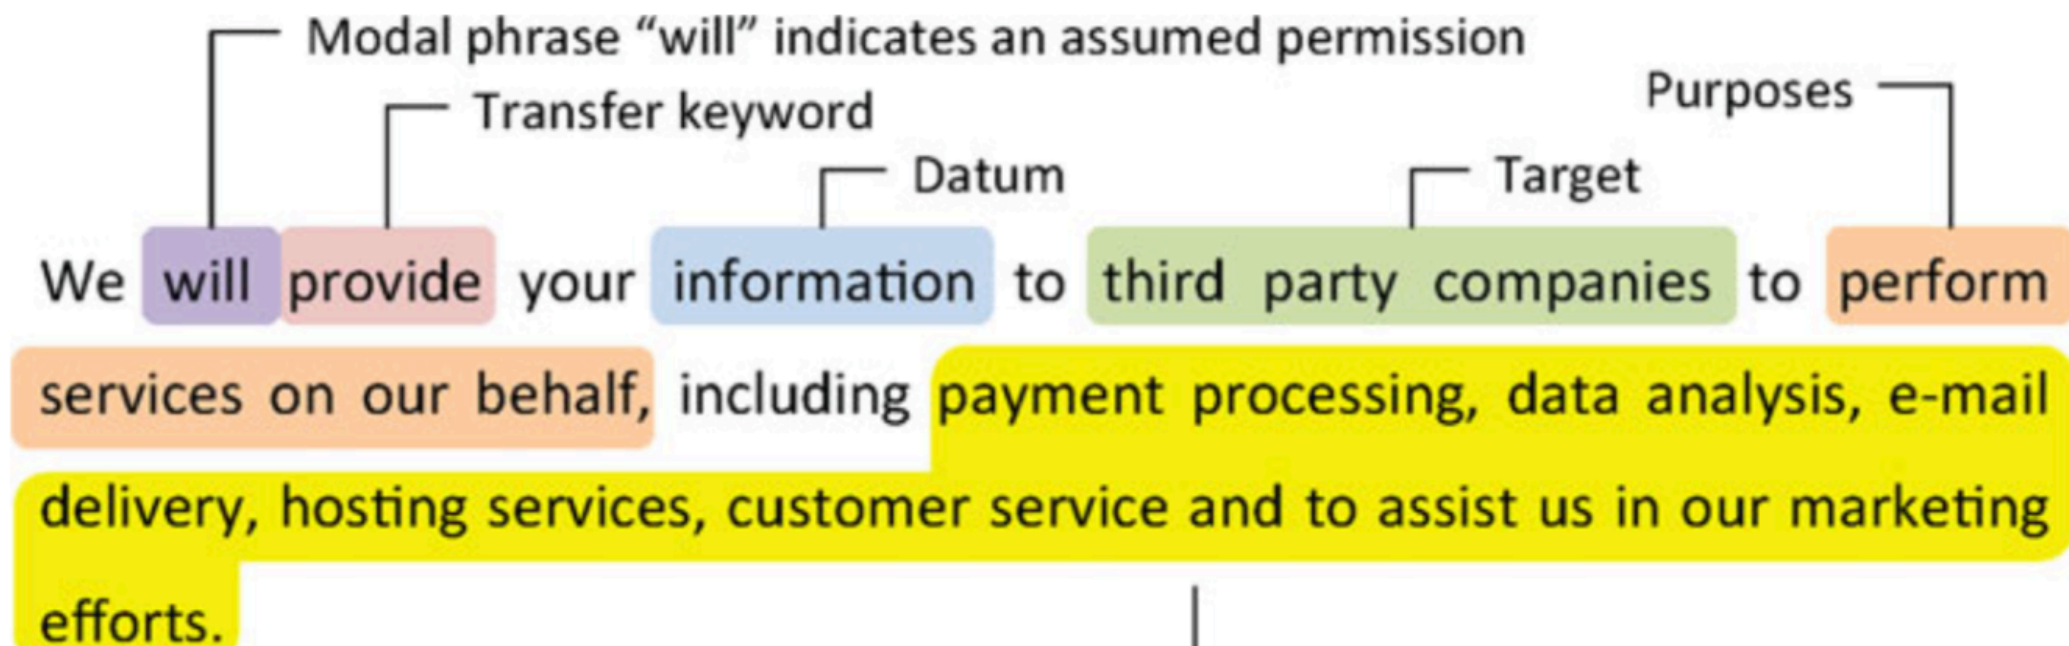 Modal phrase “will” indicates an assumed permission
Purposes
Transfer keyword
Datum
Target
We will provide your information to third party companies to perform
services on our behalf, including payment processing, data analysis, e-mail
delivery, hosting services, customer service and to assist us in our marketing
efforts.